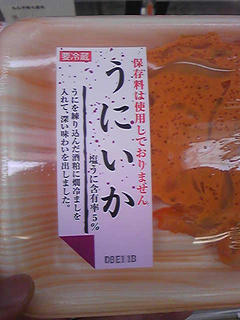 保存料は使用しておりません
要冷蔵
うにいか
塩うに含有率5%
うにを練り込んだ酒粕に燗冷ましを
入れて、深い味わいを出しました。